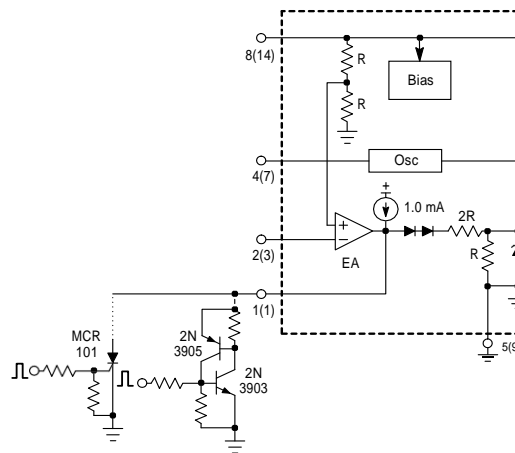 8(14)
R
Bias
R
4(7)
Osc
+
1.0 mA
2R
+
−
2(3)
EA
R
1(1)
MCR
101
2N
3905
2N
3903